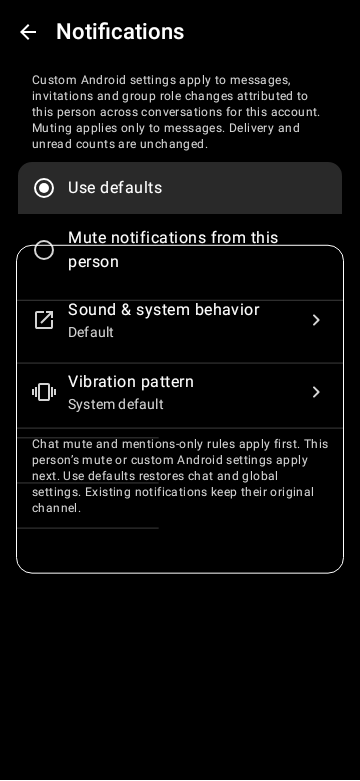 Notifications
Custom Android settings apply to messages,
invitations and group role changes attributed to
this person across conversations for this account.
Muting applies only to messages. Delivery and
unread counts are unchanged.
Use defaults
Mute notifications from this
person
Sound & system behavior
Default
Vibration pattern
System default
Chat mute and mentions-only rules apply first. This
person's mute or custom Android settings apply
next. Use defaults restores chat and global
settings. Existing notifications keep their original
channel.